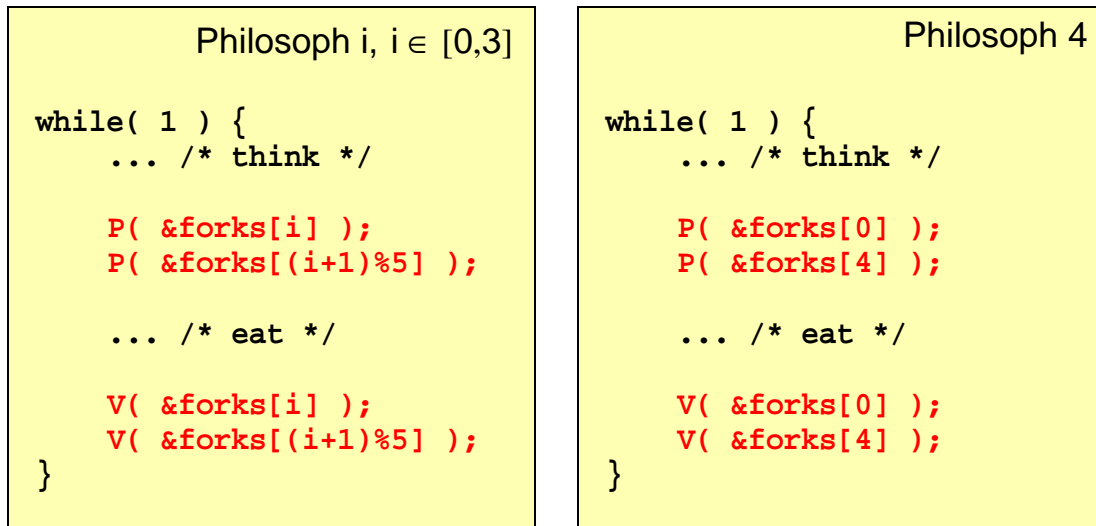 Philosoph i, i ∈ [0,3]
while( 1 ) {
... /* think */
P( &forks[i] );
P( &forks[(i+1)%5] );
... /* eat */
V( &forks[i] );
V( &forks[(i+1)%5] );
}
Philosoph 4
while( 1 ) {
... /* think */
P( &forks[0] );
P( &forks[4] );
... /* eat */
V( &forks[0] );
V( &forks[4] );
}